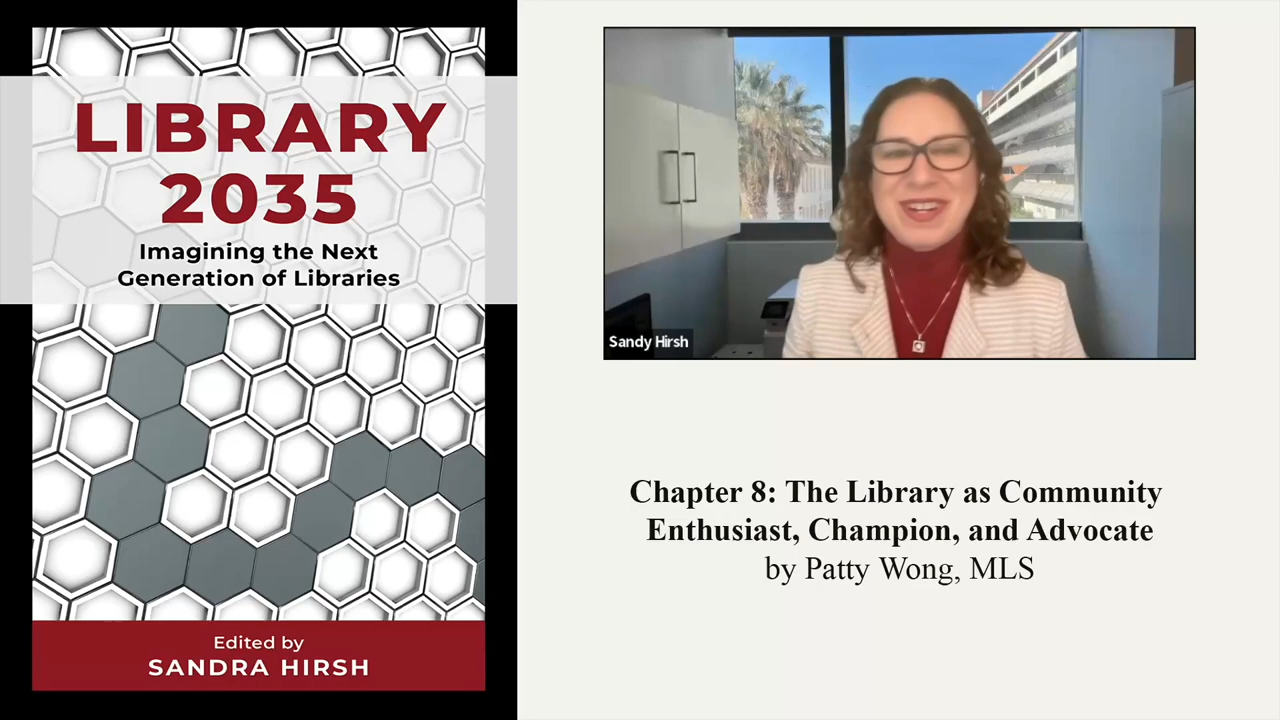 LIBRARY
2035
Imagining the Next
Generation of Libraries
Edited by
SANDRA HIRSH
Sandy Hirsh
Chapter 8: The Library as Community
Enthusiast, Champion, and Advocate
by Patty Wong, MLS